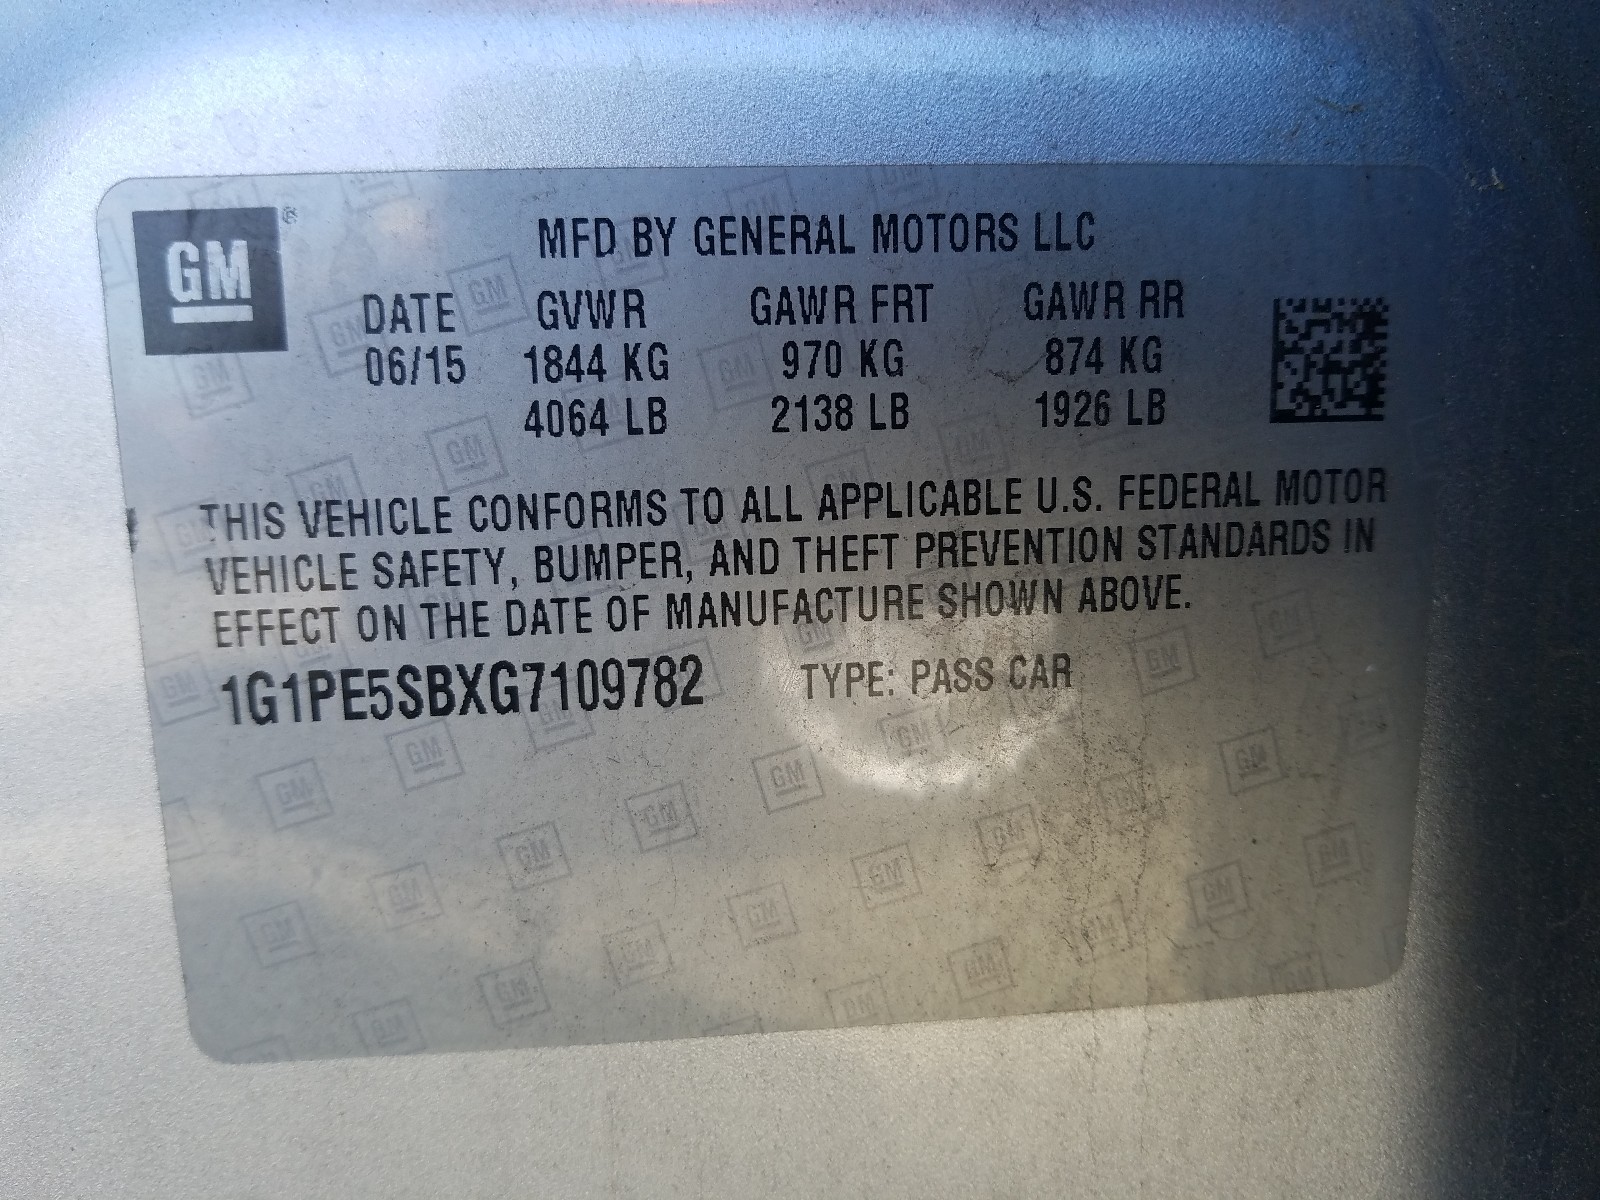 GM ®
MFD BY GENERAL MOTORS LLC
DATE GVWR GAWR FRT GAWR RR
06/15 1844 KG 970 KG 874 KG
4064 LB 2138 LB 1926 LB
THIS VEHICLE CONFORMS TO ALL APPLICABLE U.S. FEDERAL MOTOR
VEHICLE SAFETY, BUMPER, AND THEFT PREVENTION STANDARDS IN
EFFECT ON THE DATE OF MANUFACTURE SHOWN ABOVE.
1G1PE5SBXG7109782 TYPE: PASS CAR